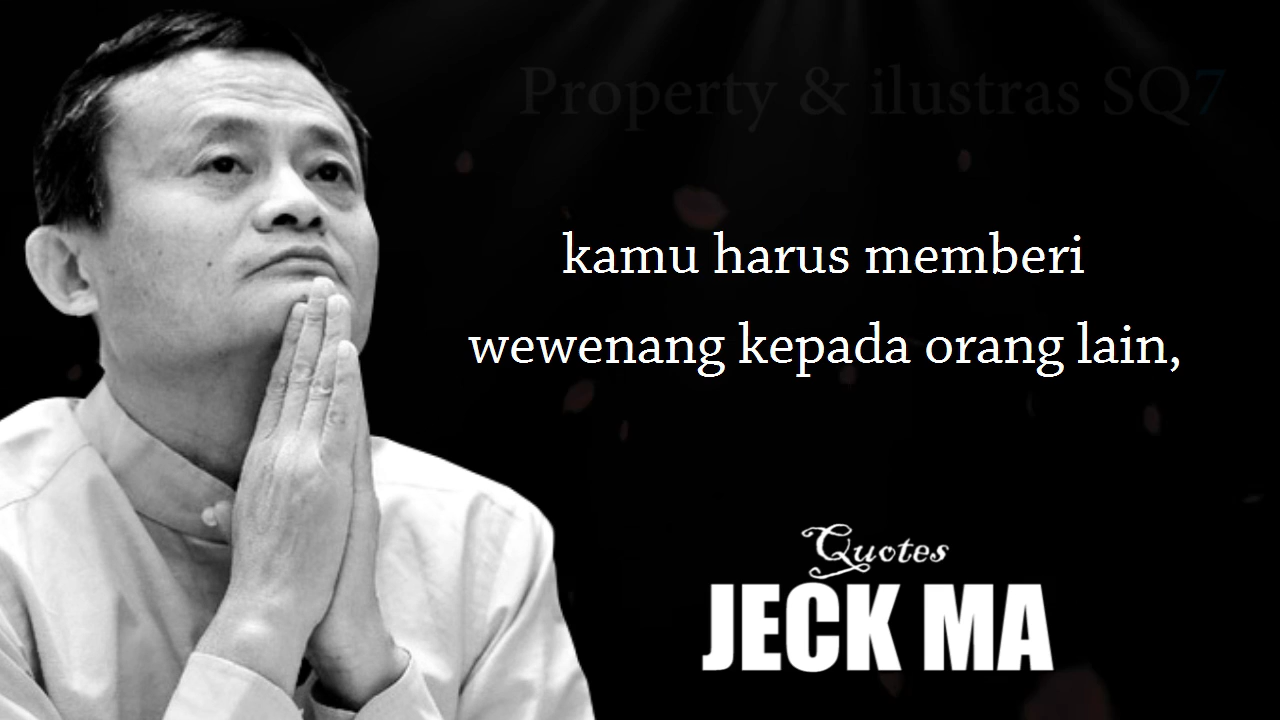 Property & ilustras SQ7
kamu harus memberi
wewenang kepada orang lain,
Quotes
JECK MA